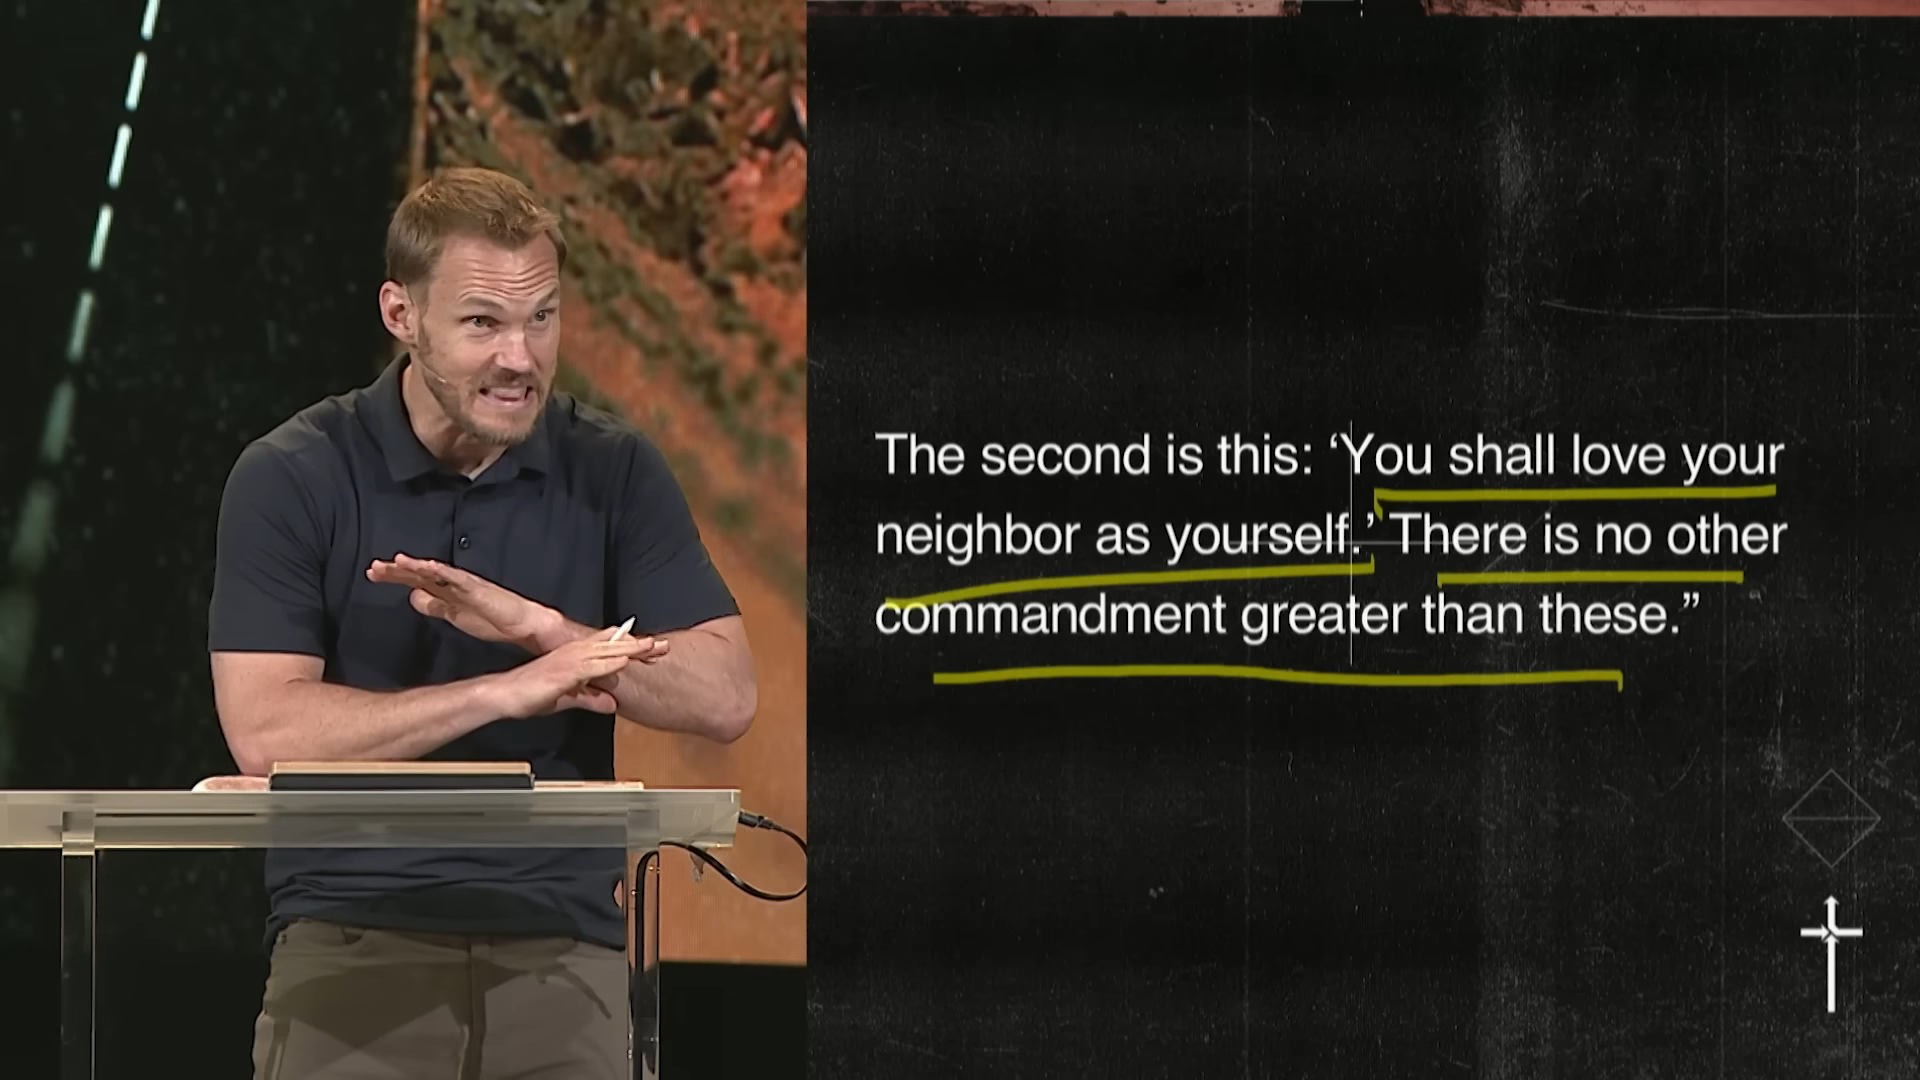 The second is this: ‘You shall love your
neighbor as yourself.’ There is no other
commandment greater than these.”